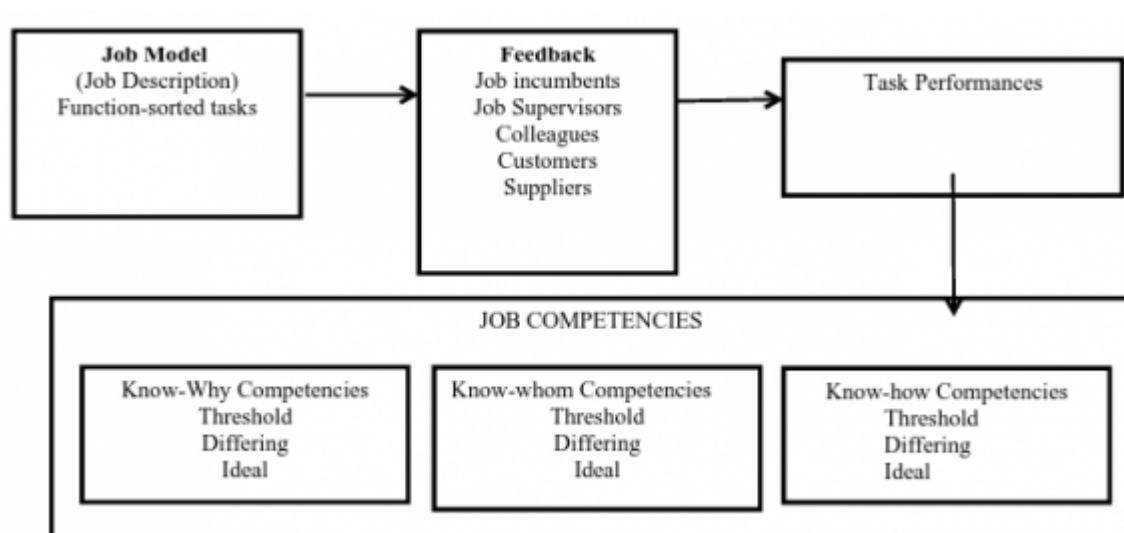 Job Model
(Job Description)
Function-sorted tasks
Feedback
Job incumbents
Job Supervisors
Colleagues
Customers
Suppliers
Task Performances
JOB COMPETENCIES
Know-Why Competencies
Threshold
Differing
Ideal
Know-whom Competencies
Threshold
Differing
Ideal
Know-how Competencies
Threshold
Differing
Ideal